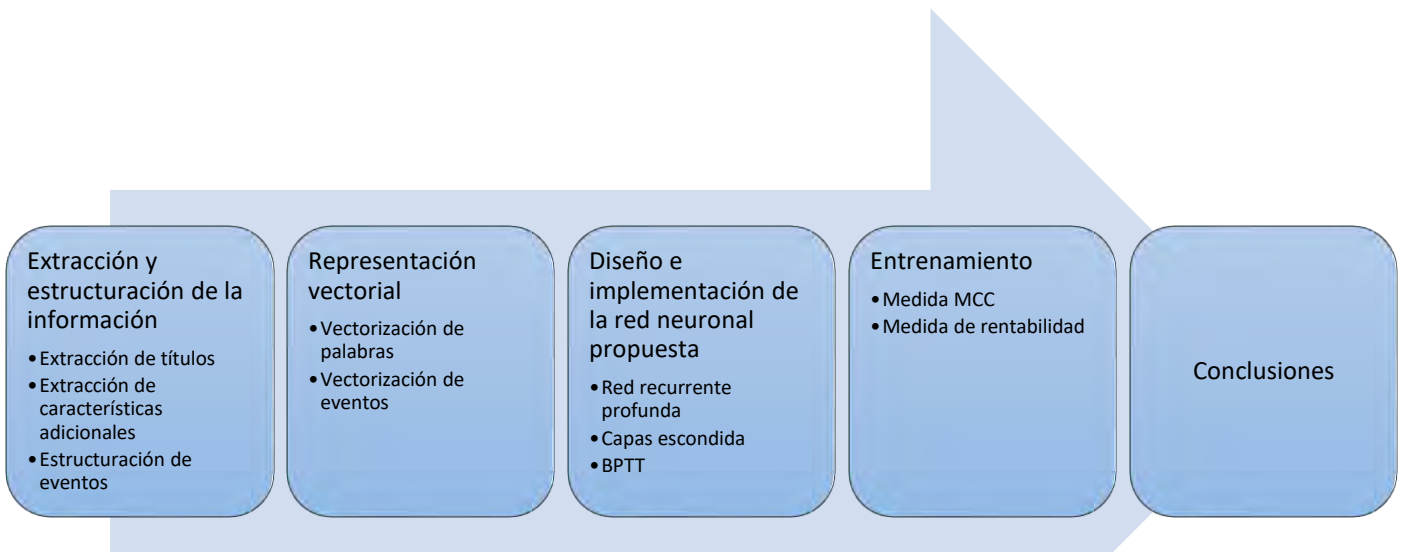 Extracción y
estructuración de la
información
•Extracción de títulos
•Extracción de
características
adicionales
•Estructuración de
eventos
Representación
vectorial
•Vectorización de
palabras
•Vectorización de
eventos
Diseño e
implementación de
la red neuronal
propuesta
•Red recurrente
profunda
•Capas escondida
•BPTT
Entrenamiento
•Medida MCC
•Medida de rentabilidad
Conclusiones